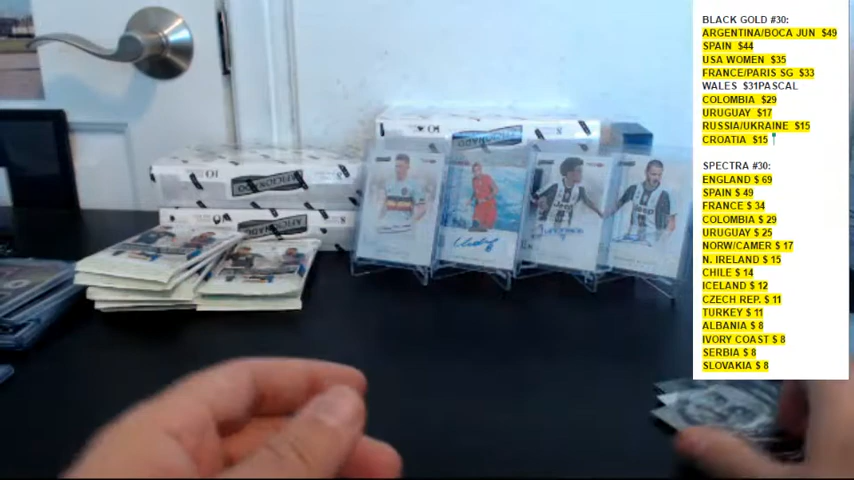 BLACK GOLD #30:
ARGENTINA/BOCA JUN $49
SPAIN $44
USA WOMEN $35
FRANCE/PARIS SG $33
WALES $31PASCAL
COLOMBIA $29
URUGUAY $17
RUSSIA/UKRAINE $15
CROATIA $15
SPECTRA #30:
ENGLAND $ 69
SPAIN $ 49
FRANCE $ 34
COLOMBIA $ 29
URUGUAY $ 25
NORW/CAMER $ 17
N. IRELAND $ 15
CHILE $ 14
ICELAND $ 12
CZECH REP. $ 11
TURKEY $ 11
ALBANIA $ 8
IVORY COAST $ 8
SERBIA $ 8
SLOVAKIA $ 8
AFICIONADO
AFICIONADO